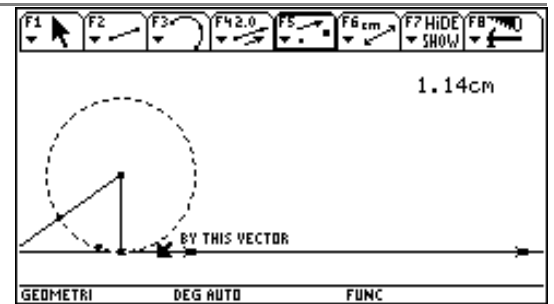 F1 F2 F3 F4 2.0 F5 F6 cm F7 HiDE F8
SHOW
1.14cm
BY THIS VECTOR
GEOMETRI DEG AUTO FUNC